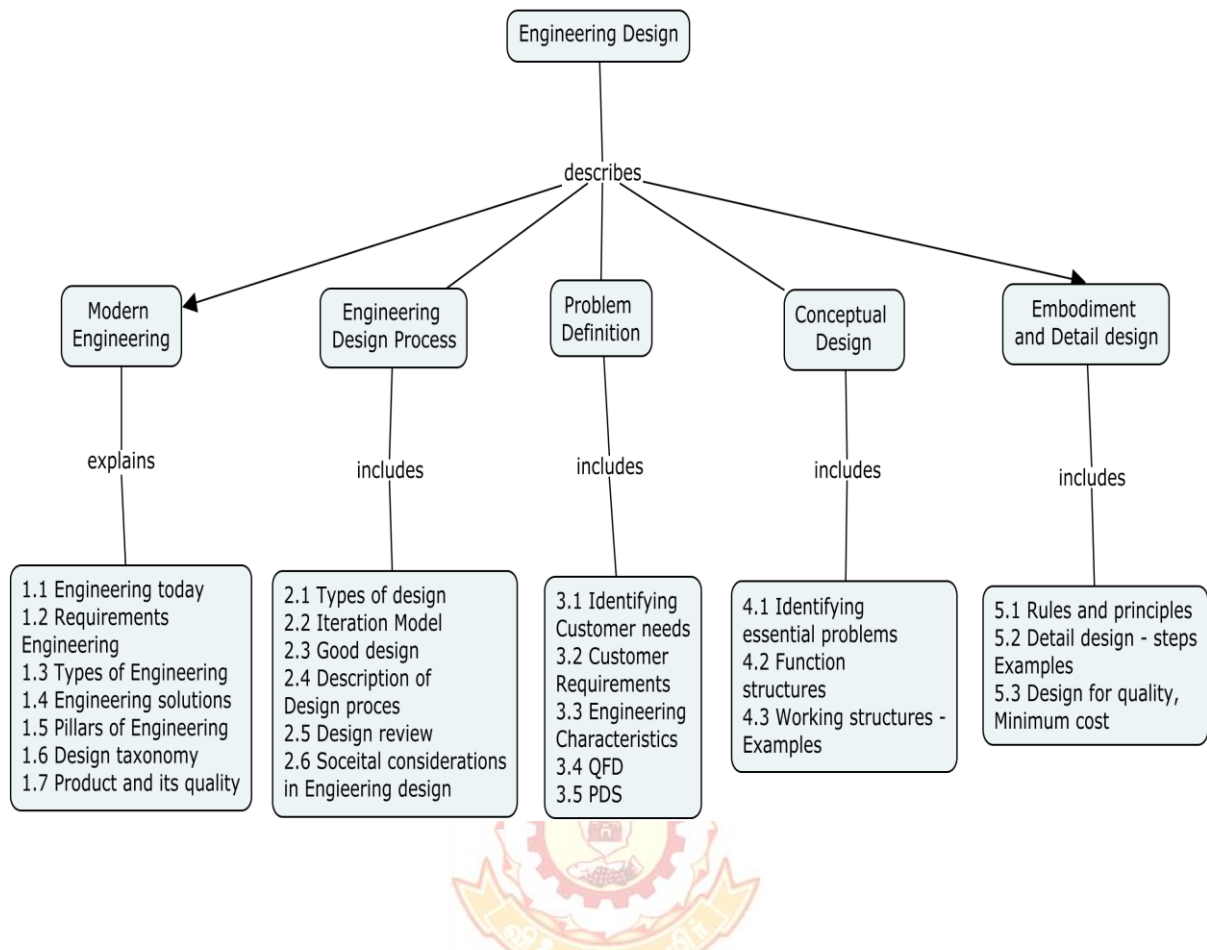 Engineering Design
describes
Modern
Engineering
Engineering
Design Process
Problem
Definition
Conceptual
Design
Embodiment
and Detail design
explains
includes
includes
includes
includes
1.1 Engineering today
1.2 Requirements
Engineering
1.3 Types of Engineering
1.4 Engineering solutions
1.5 Pillars of Engineering
1.6 Design taxonomy
1.7 Product and its quality
2.1 Types of design
2.2 Iteration Model
2.3 Good design
2.4 Description of
Design proces
2.5 Design review
2.6 Soceital considerations
in Engieering design
3.1 Identifying
Customer needs
3.2 Customer
Requirements
3.3 Engineering
Characteristics
3.4 QFD
3.5 PDS
4.1 Identifying
essential problems
4.2 Function
structures
4.3 Working structures -
Examples
5.1 Rules and principles
5.2 Detail design - steps
Examples
5.3 Design for quality,
Minimum cost